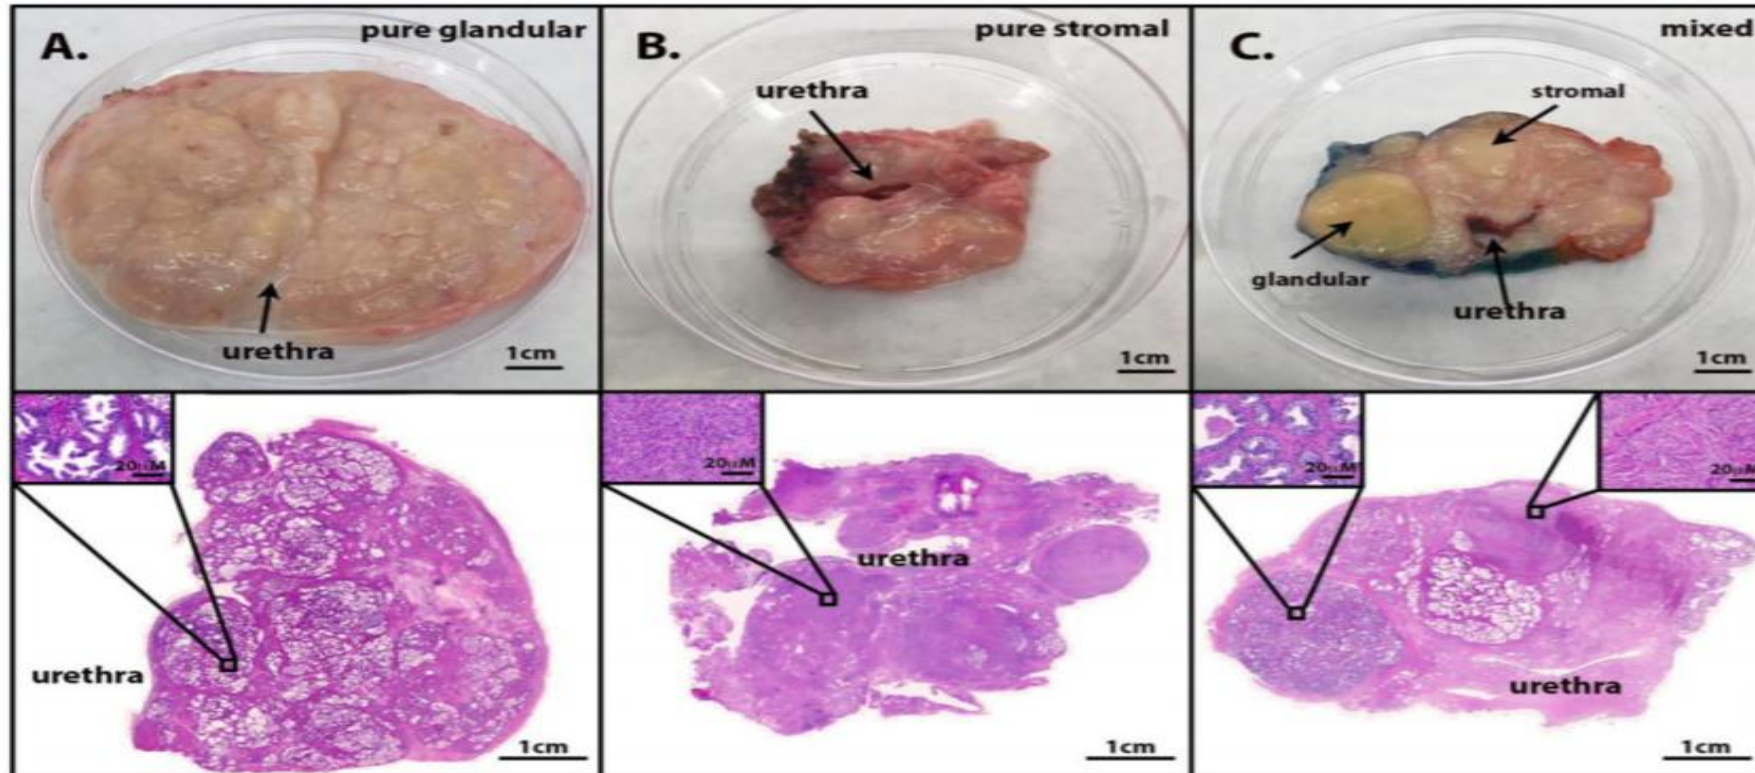 A.
pure glandular
urethra
1cm
B.
pure stromal
urethra
1cm
C.
mixed
stromal
glandular
urethra
1cm
20µM
urethra
1cm
20µM
urethra
1cm
20µM
20µ
urethra
1cm